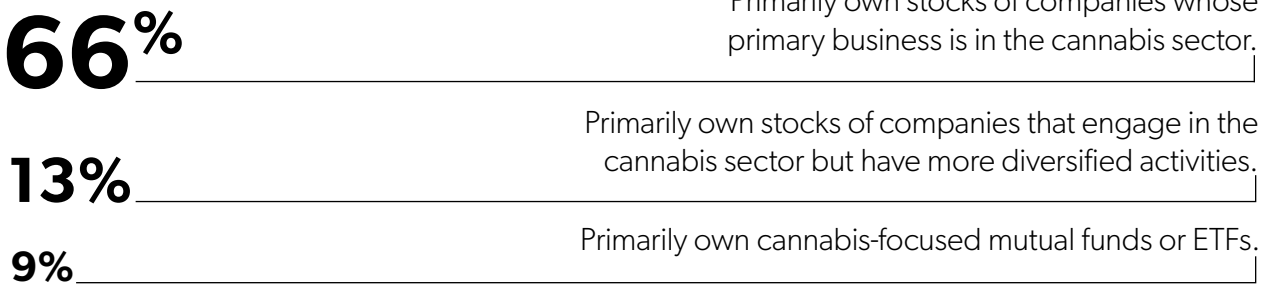 66%
Primarily own stocks of companies whose
primary business is in the cannabis sector.
Primarily own stocks of companies that engage in the
cannabis sector but have more diversified activities.
13%
Primarily own cannabis-focused mutual funds or ETFs.
9%